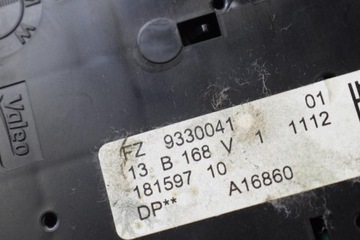 Valeo
FZ 9330041 01
13 B 168 V 1 1112
181597 10 A16860
DP**